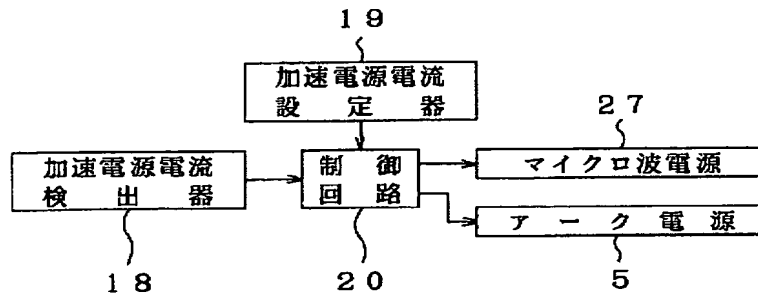 19
加速電源電流
設定器
27
加速電源電流
検出器
制御
回路
マイクロ波電源
アーク電源
18
20
5